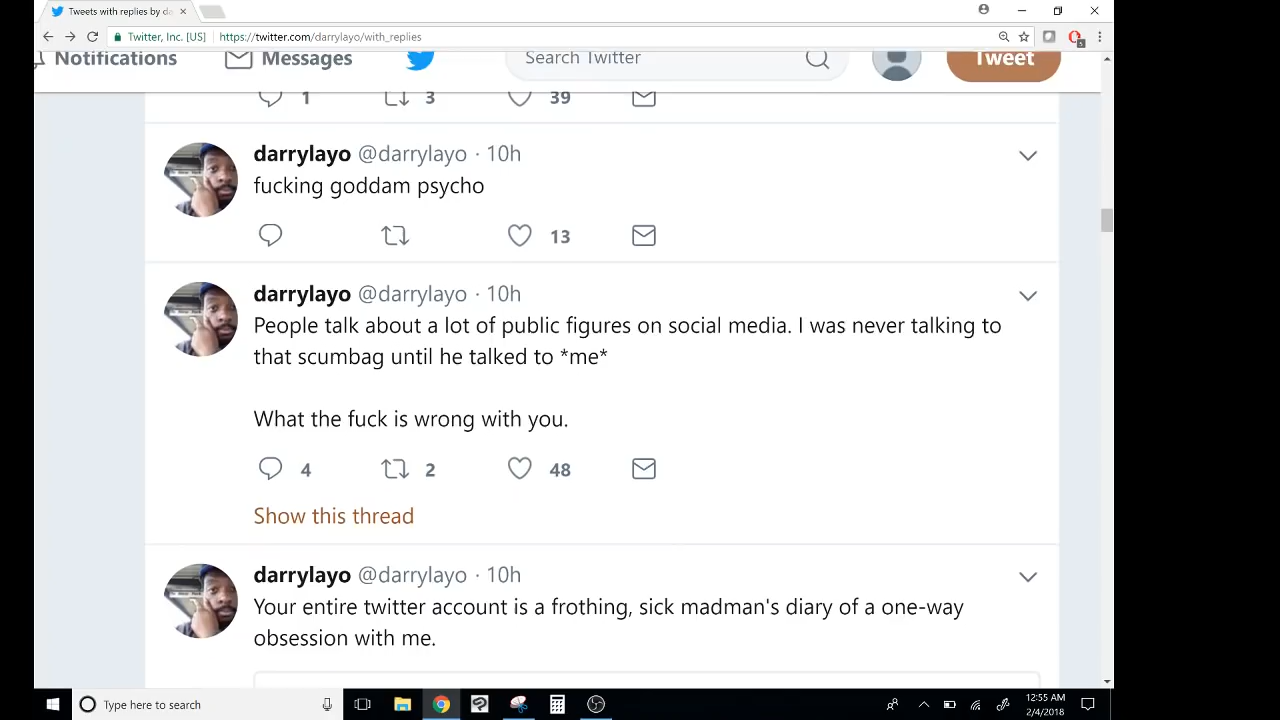 Tweets with replies by da
Twitter, Inc. [US]
https://twitter.com/darrylayo/with_replies
5
Notifications
Messages
Search Twitter
Tweet
1
3
39
darrylayo @darrylayo · 10h
fucking goddam psycho
13
darrylayo @darrylayo · 10h
People talk about a lot of public figures on social media. I was never talking to
that scumbag until he talked to *me*
What the fuck is wrong with you.
4
2
48
Show this thread
darrylayo @darrylayo · 10h
Your entire twitter account is a frothing, sick madman's diary of a one-way
obsession with me.
Type here to search
12:55 AM
2/4/2018